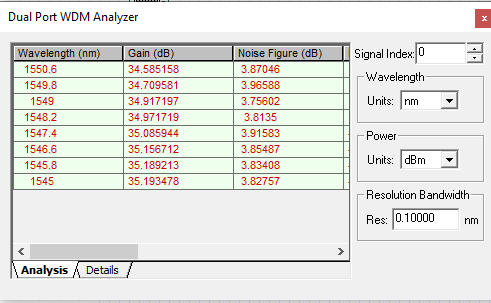 Dual Port WDM Analyzer
Wavelength (nm) Gain (dB) Noise Figure (dB)
1550.6 34.585158 3.87046
1549.8 34.709581 3.96588
1549 34.917197 3.75602
1548.2 34.971719 3.8135
1547.4 35.085944 3.91583
1546.6 35.156712 3.85487
1545.8 35.189213 3.83408
1545 35.193478 3.82757
Analysis Details
Signal Index: 0
Wavelength
Units: nm
Power
Units: dBm
Resolution Bandwidth
Res: 0.10000 nm